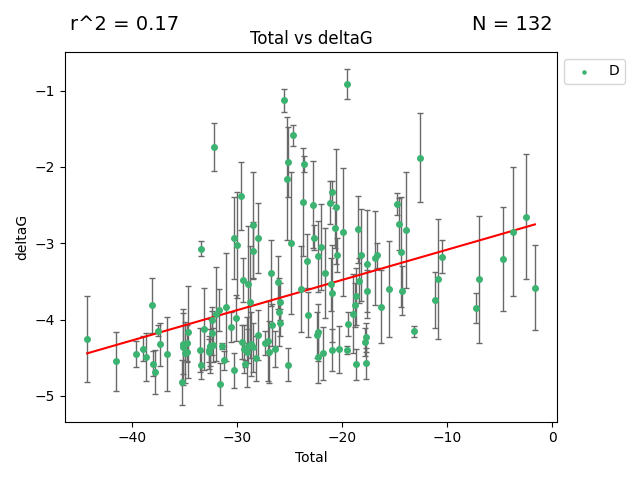 r^2 = 0.17
N = 132
Total vs deltaG
D
−1
−2
−3
−4
−5
deltaG
−40
−30
−20
−10
0
Total